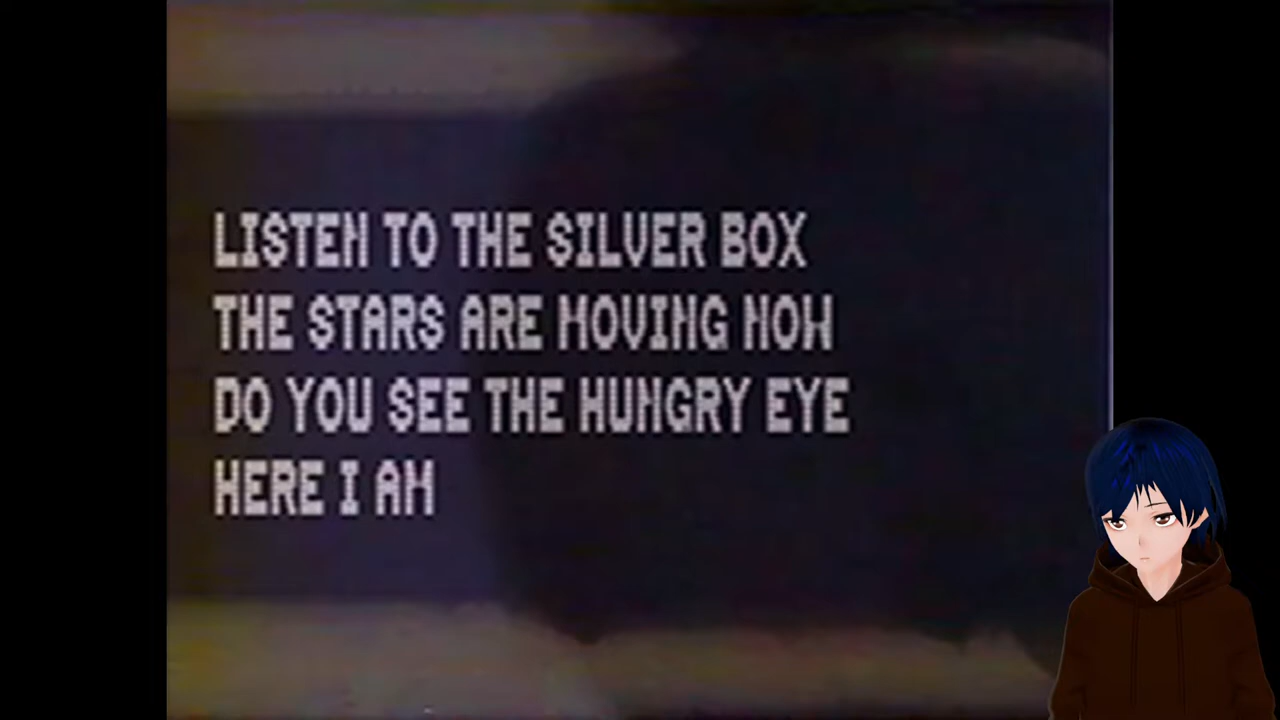 LISTEN TO THE SILVER BOX
THE STARS ARE MOVING NOW
DO YOU SEE THE HUNGRY EYE
HERE I AM